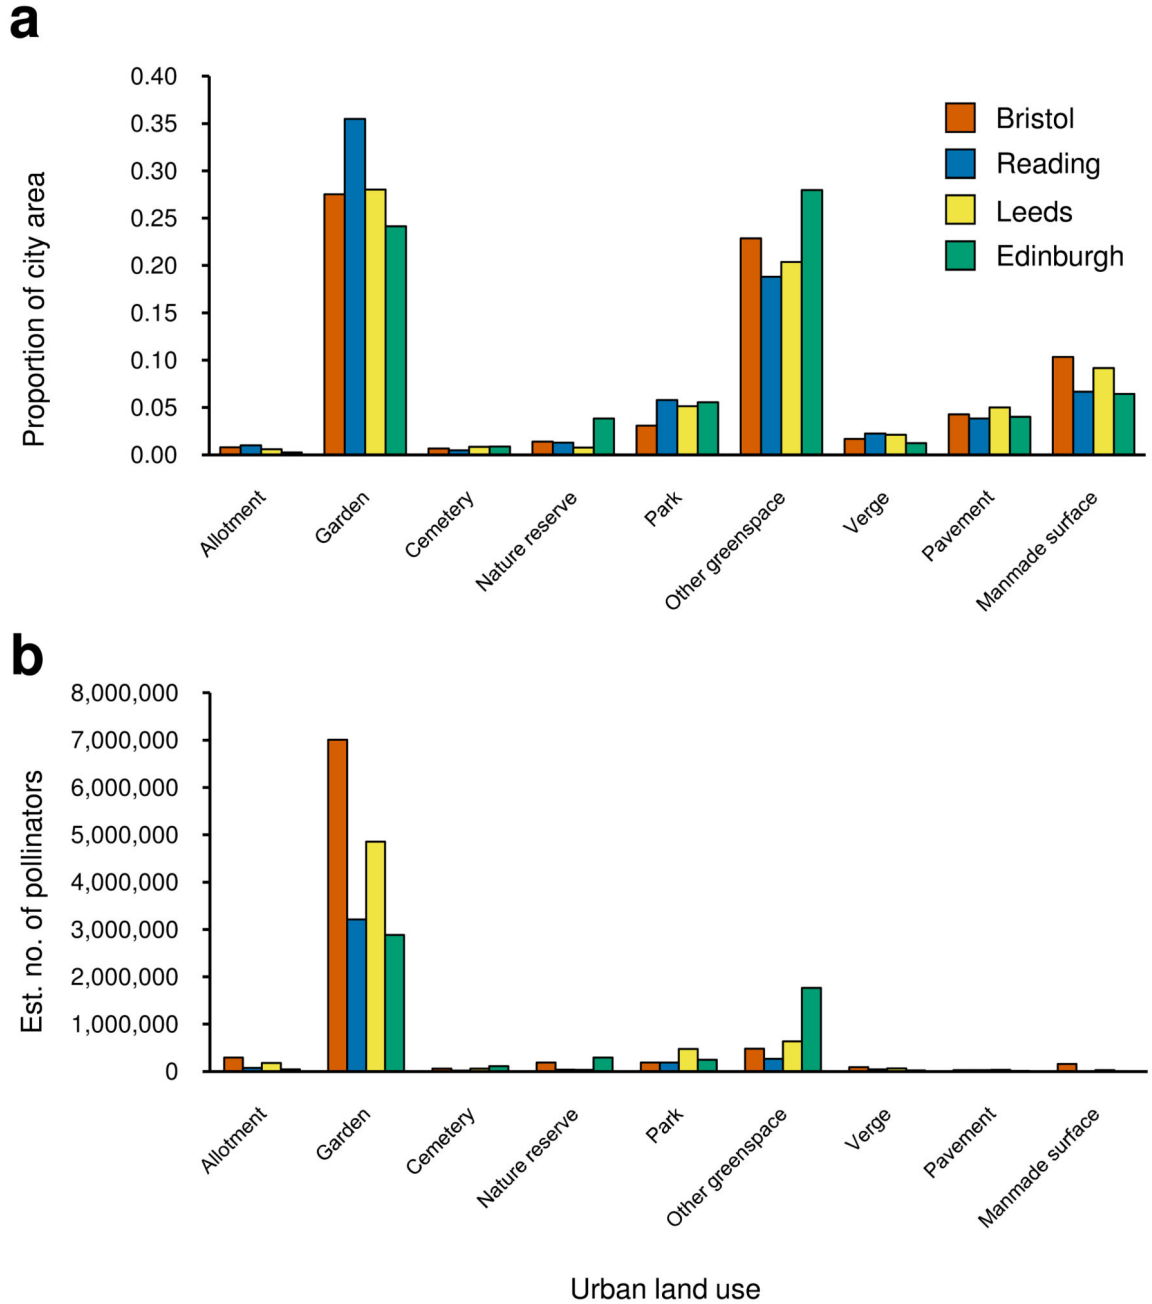 a
Proportion of city area
0.40
0.35
0.30
0.25
0.20
0.15
0.10
0.05
0.00
Bristol
Reading
Leeds
Edinburgh
Allotment
Garden
Cemetery
Nature reserve
Park
Other greenspace
Verge
Pavement
Manmade surface
b
Est. no. of pollinators
8,000,000
7,000,000
6,000,000
5,000,000
4,000,000
3,000,000
2,000,000
1,000,000
0
Allotment
Garden
Cemetery
Nature reserve
Park
Other greenspace
Verge
Pavement
Manmade surface
Urban land use